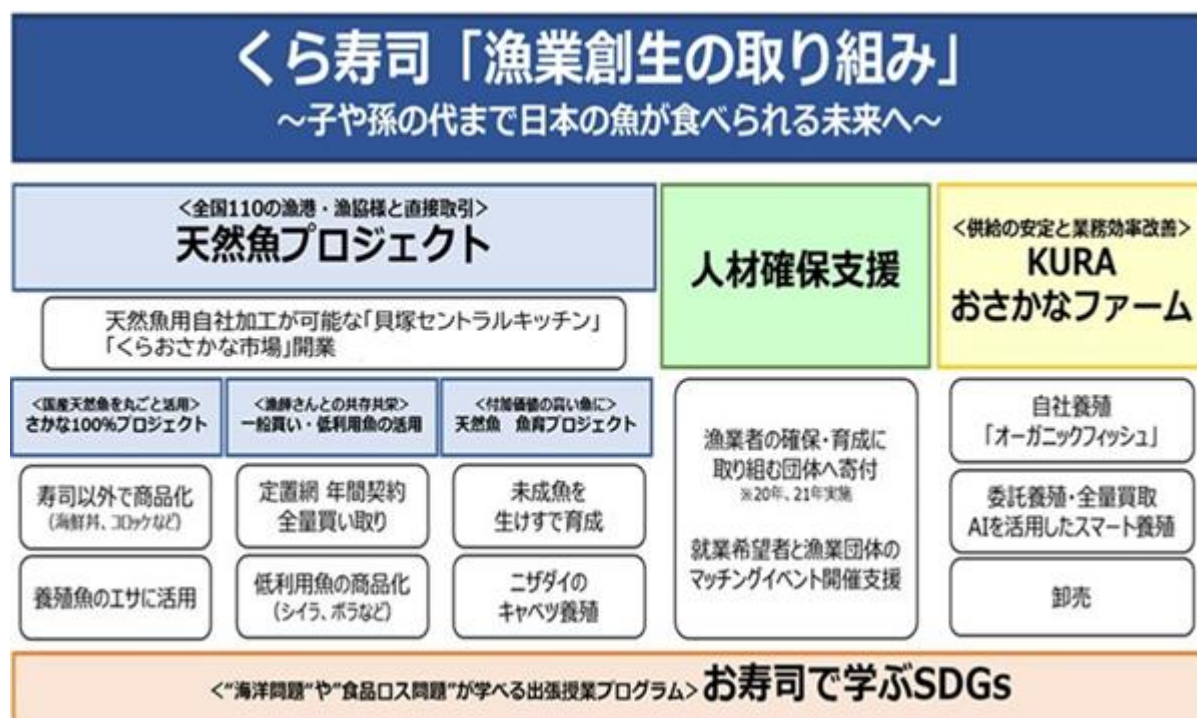 くら寿司「漁業創生の取り組み」
～子や孫の代まで日本の魚が食べられる未来へ～
<全国110の漁港・漁協様と直接取引>
天然魚プロジェクト
天然魚用自社加工が可能な「貝塚セントラルキッチン」
「くらおさかな市場」開業
<国産天然魚を丸ごと活用>
さかな100%プロジェクト
寿司以外で商品化
(海鮮丼、コロッケなど)
養殖魚のエサに活用
<漁師さんとの共存共栄>
一船買い・低利用魚の活用
定置網 年間契約
全量買い取り
低利用魚の商品化
(シイラ、ボラなど)
<付加価値の高い魚に>
天然魚 魚育プロジェクト
未成魚を
生けすで育成
ニザダイの
キャベツ養殖
人材確保支援
漁業者の確保・育成に
取り組む団体へ寄付
※20年、21年実施
就業希望者と漁業団体の
マッチングイベント開催支援
<供給の安定と業務効率改善>
KURA
おさかなファーム
自社養殖
「オーガニックフィッシュ」
委託養殖・全量買取
AIを活用したスマート養殖
卸売
<"海洋問題"や"食品ロス問題"が学べる出張授業プログラム>お寿司で学ぶSDGs